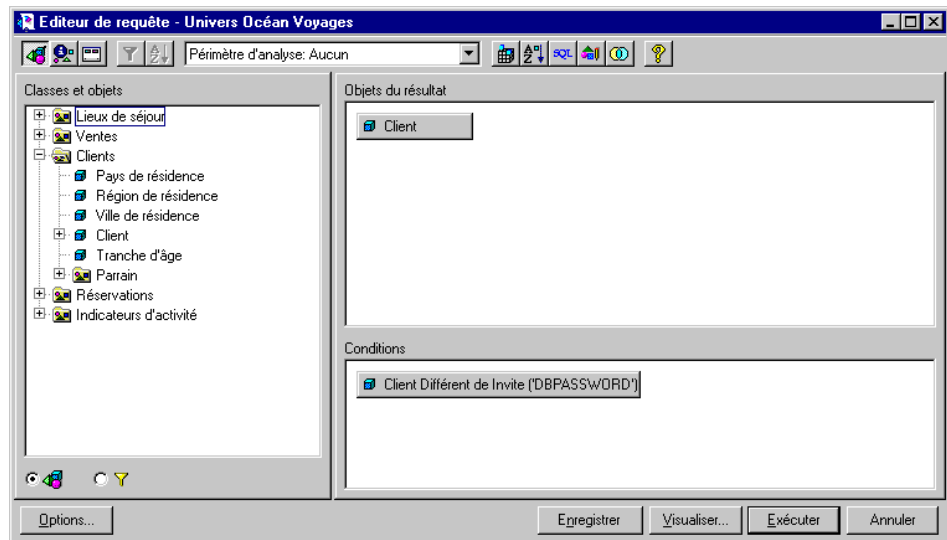 Editeur de requête - Univers Océan Voyages
Périmètre d'analyse: Aucun
SQL
Classes et objets
Lieux de séjour
Ventes
Clients
Pays de résidence
Région de résidence
Ville de résidence
Client
Tranche d'âge
Parrain
Réservations
Indicateurs d'activité
Objets du résultat
Client
Conditions
Client Différent de Invite ('DBPASSWORD')
Options...
Enregistrer
Visualiser...
Exécuter
Annuler